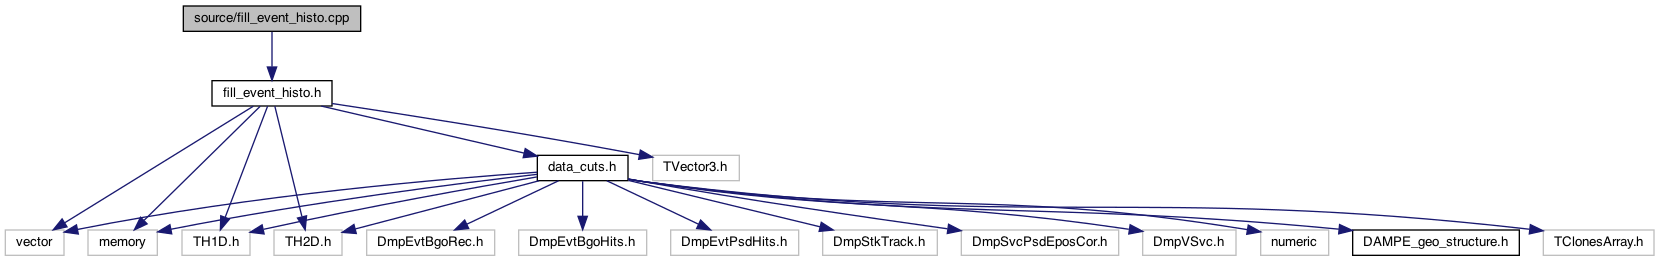 source/fill_event_histo.cpp
fill_event_histo.h
data_cuts.h
TVector3.h
vector
memory
TH1D.h
TH2D.h
DmpEvtBgoRec.h
DmpEvtBgoHits.h
DmpEvtPsdHits.h
DmpStkTrack.h
DmpSvcPsdEposCor.h
DmpVSvc.h
numeric
DAMPE_geo_structure.h
TClonesArray.h